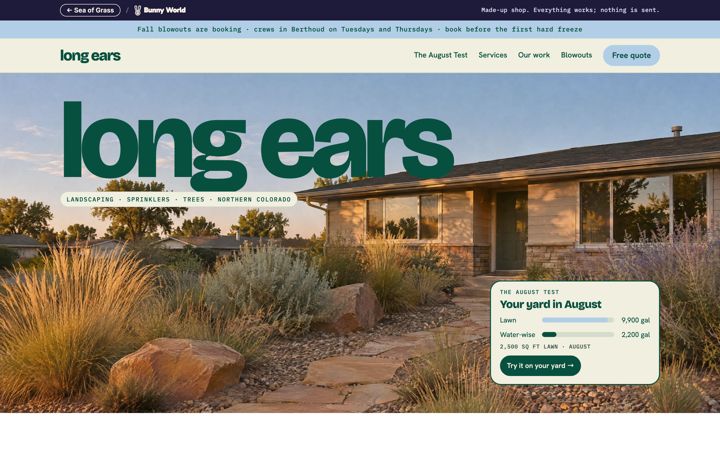 ← Sea of Grass / Bunny World
Made-up shop. Everything works; nothing is sent.
Fall blowouts are booking · crews in Berthoud on Tuesdays and Thursdays · book before the first hard freeze
long ears
The August Test Services Our work Blowouts Free quote
long ears
LANDSCAPING · SPRINKLERS · TREES · NORTHERN COLORADO
THE AUGUST TEST
Your yard in August
Lawn 9,900 gal
Water-wise 2,200 gal
2,500 SQ FT LAWN · AUGUST
Try it on your yard →